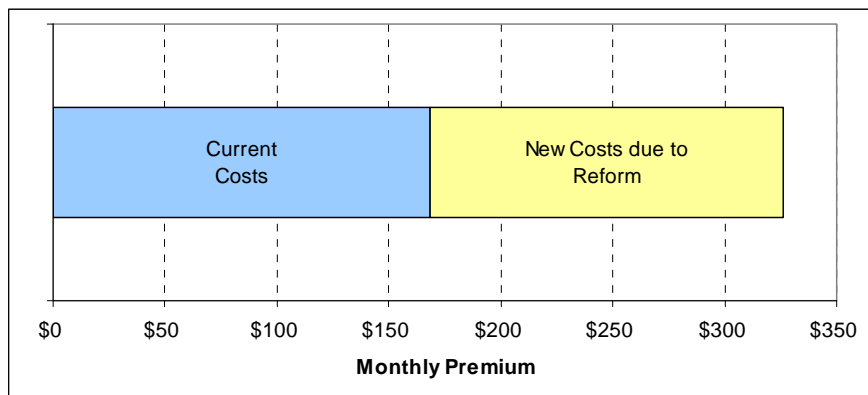 Current
Costs
New Costs due to
Reform
$0 $50 $100 $150 $200 $250 $300 $350
Monthly Premium